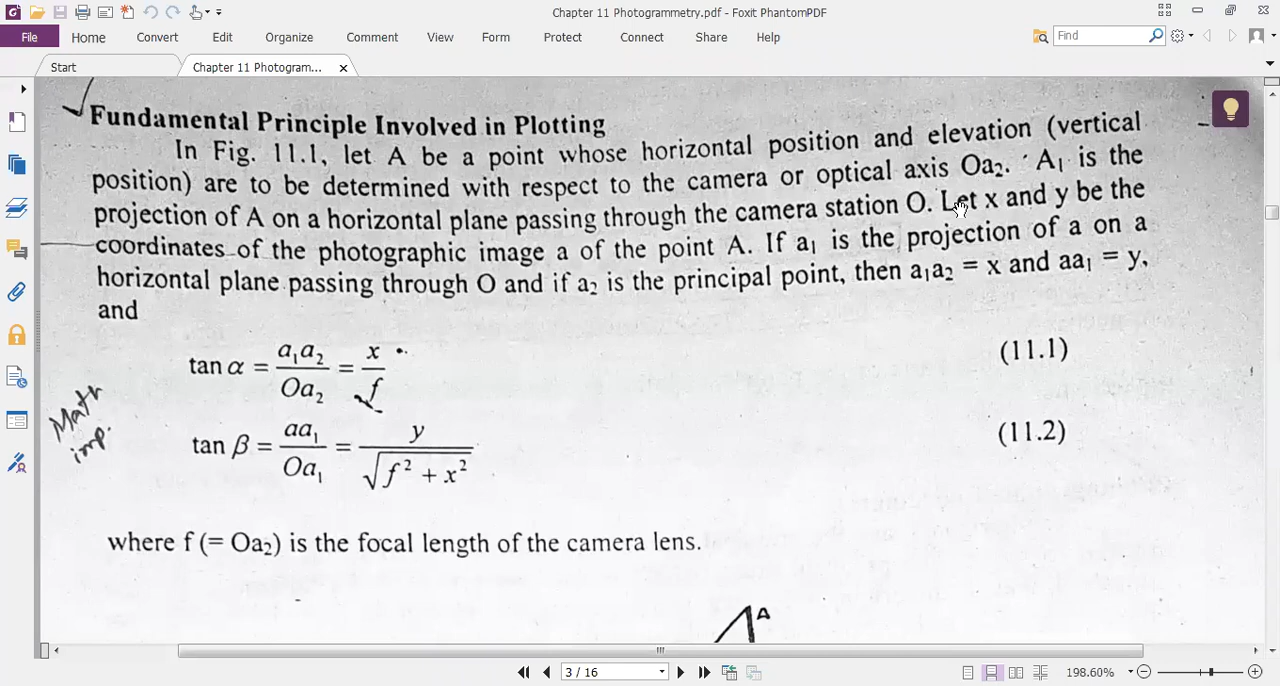 Chapter 11 Photogrammetry.pdf - Foxit PhantomPDF
File Home Convert Edit Organize Comment View Form Protect Connect Share Help Find
Start Chapter 11 Photogram...
Fundamental Principle Involved in Plotting
In Fig. 11.1, let A be a point whose horizontal position and elevation (vertical
position) are to be determined with respect to the camera or optical axis Oa₂. A₁ is the
projection of A on a horizontal plane passing through the camera station O. Let x and y be the
coordinates of the photographic image a of the point A. If a₁ is the projection of a on a
horizontal plane passing through O and if a₂ is the principal point, then a₁a₂ = x and aa₁ = y,
and
tan α = a₁a₂ / Oa₂ = x / f (11.1)
Math
imp.
tan β = aa₁ / Oa₁ = y / √f² + x² (11.2)
where f (= Oa₂) is the focal length of the camera lens.
A
3 / 16 198.60%